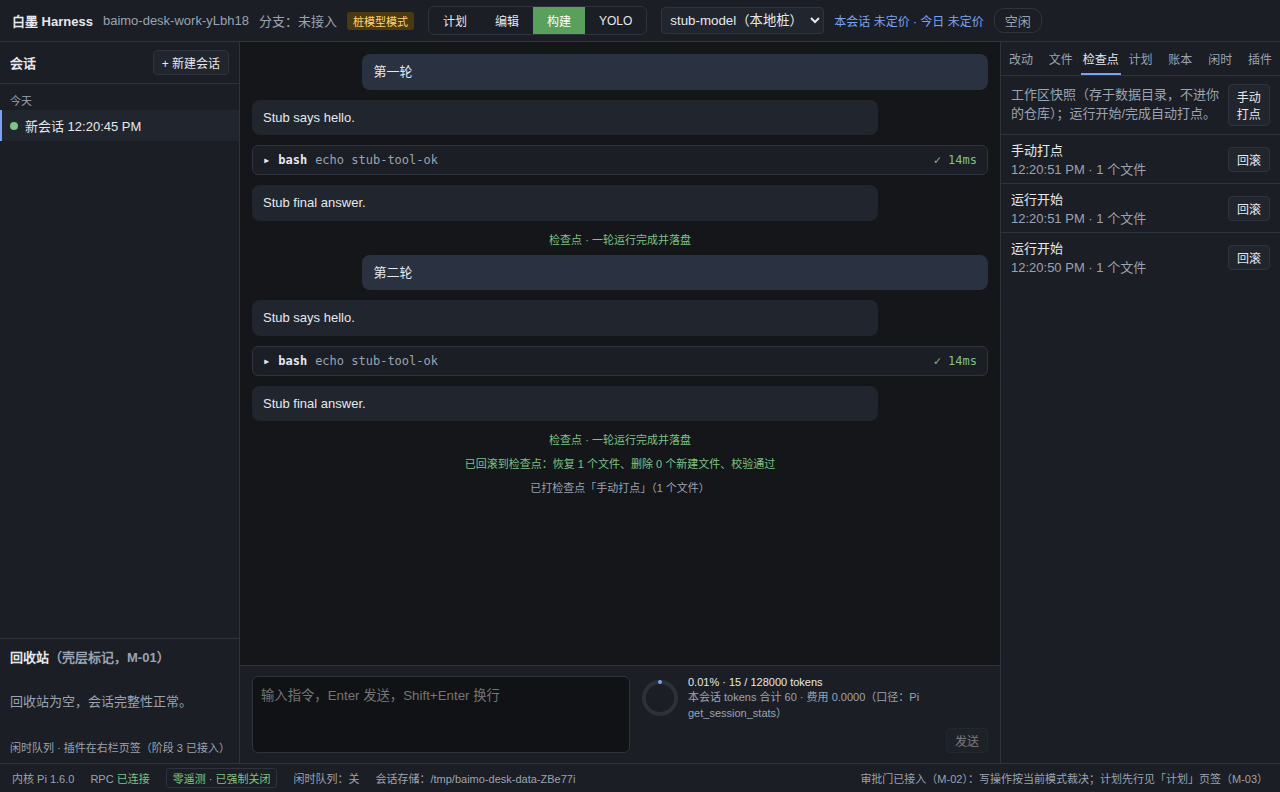 白墨 Harness baimo-desk-work-yLbh18 分支：未接入 桩模型模式 计划 编辑 构建 YOLO stub-model（本地桩） 本会话 未定价 · 今日 未定价 空闲
会话 + 新建会话
今天
新会话 12:20:45 PM
回收站（壳层标记，M-01）
回收站为空，会话完整性正常。
闲时队列 · 插件在右栏页签（阶段 3 已接入）
第一轮
Stub says hello.
▸ bash echo stub-tool-ok ✓ 14ms
Stub final answer.
检查点 · 一轮运行完成并落盘
第二轮
Stub says hello.
▸ bash echo stub-tool-ok ✓ 14ms
Stub final answer.
检查点 · 一轮运行完成并落盘
已回滚到检查点：恢复 1 个文件、删除 0 个新建文件、校验通过
已打检查点「手动打点」（1 个文件）
输入指令，Enter 发送，Shift+Enter 换行
0.01% · 15 / 128000 tokens
本会话 tokens 合计 60 · 费用 0.0000（口径：Pi
get_session_stats）
发送
改动 文件 检查点 计划 账本 闲时 插件
工作区快照（存于数据目录，不进你
的仓库）；运行开始/完成自动打点。
手动
打点
手动打点
12:20:51 PM · 1 个文件
回滚
运行开始
12:20:51 PM · 1 个文件
回滚
运行开始
12:20:50 PM · 1 个文件
回滚
内核 Pi 1.6.0 RPC 已连接 零遥测 · 已强制关闭 闲时队列：关 会话存储：/tmp/baimo-desk-data-ZBe77i 审批门已接入（M-02）：写操作按当前模式裁决；计划先行见「计划」页签（M-03）